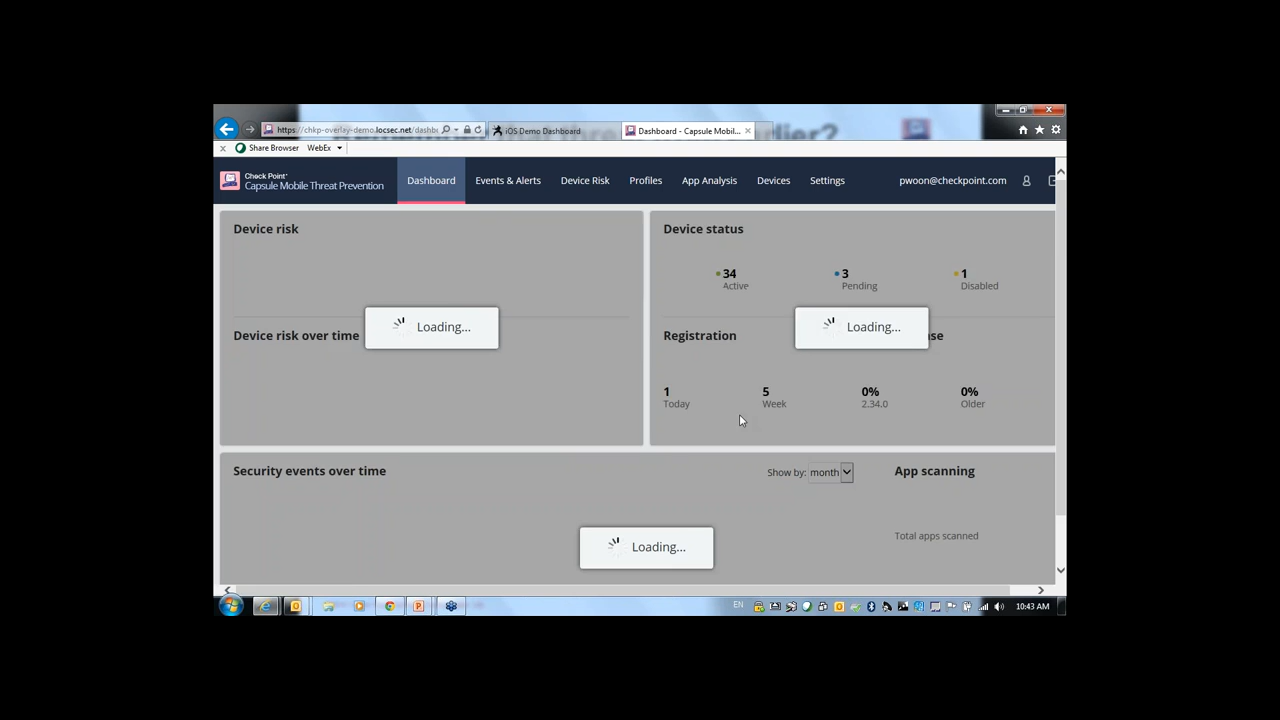 earlier?
https://chkp-overlay-demo.locsec.net/dashb
iOS Demo Dashboard
Dashboard - Capsule Mobil...
Share Browser
WebEx
Check Point
Capsule Mobile Threat Prevention
Dashboard
Events & Alerts
Device Risk
Profiles
App Analysis
Devices
Settings
pwoon@checkpoint.com
Device risk
Device status
34
Active
3
Pending
1
Disabled
Loading...
Loading...
Device risk over time
Registration
1
Today
5
Week
0%
2.34.0
0%
Older
Security events over time
Show by: month
App scanning
Total apps scanned
Loading...
EN
10:43 AM